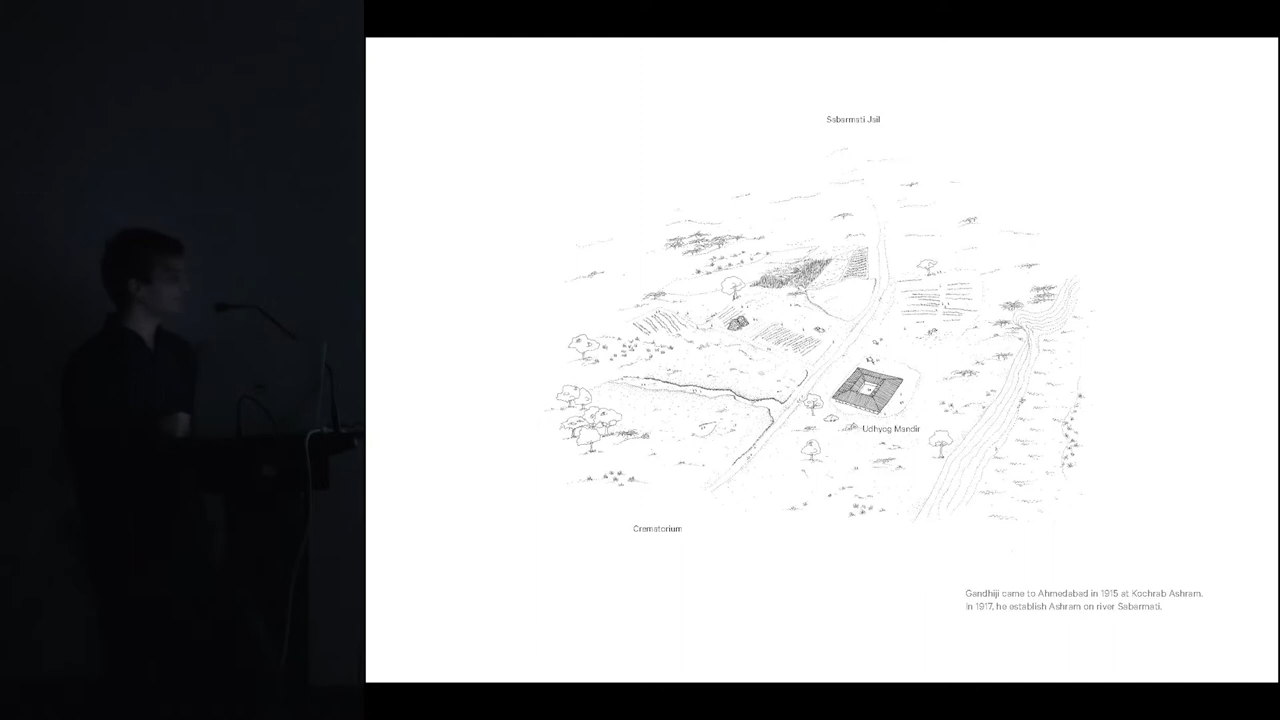 Sabarmati Jail
Udhyog Mandir
Crematorium
Gandhiji came to Ahmedabad in 1915 at Kochrab Ashram.
In 1917, he establish Ashram on river Sabarmati.